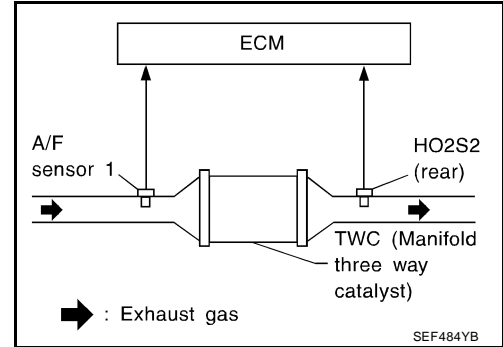 ECM
A/F
sensor 1
HO2S2
(rear)
TWC (Manifold
three way
catalyst)
: Exhaust gas
SEF484YB